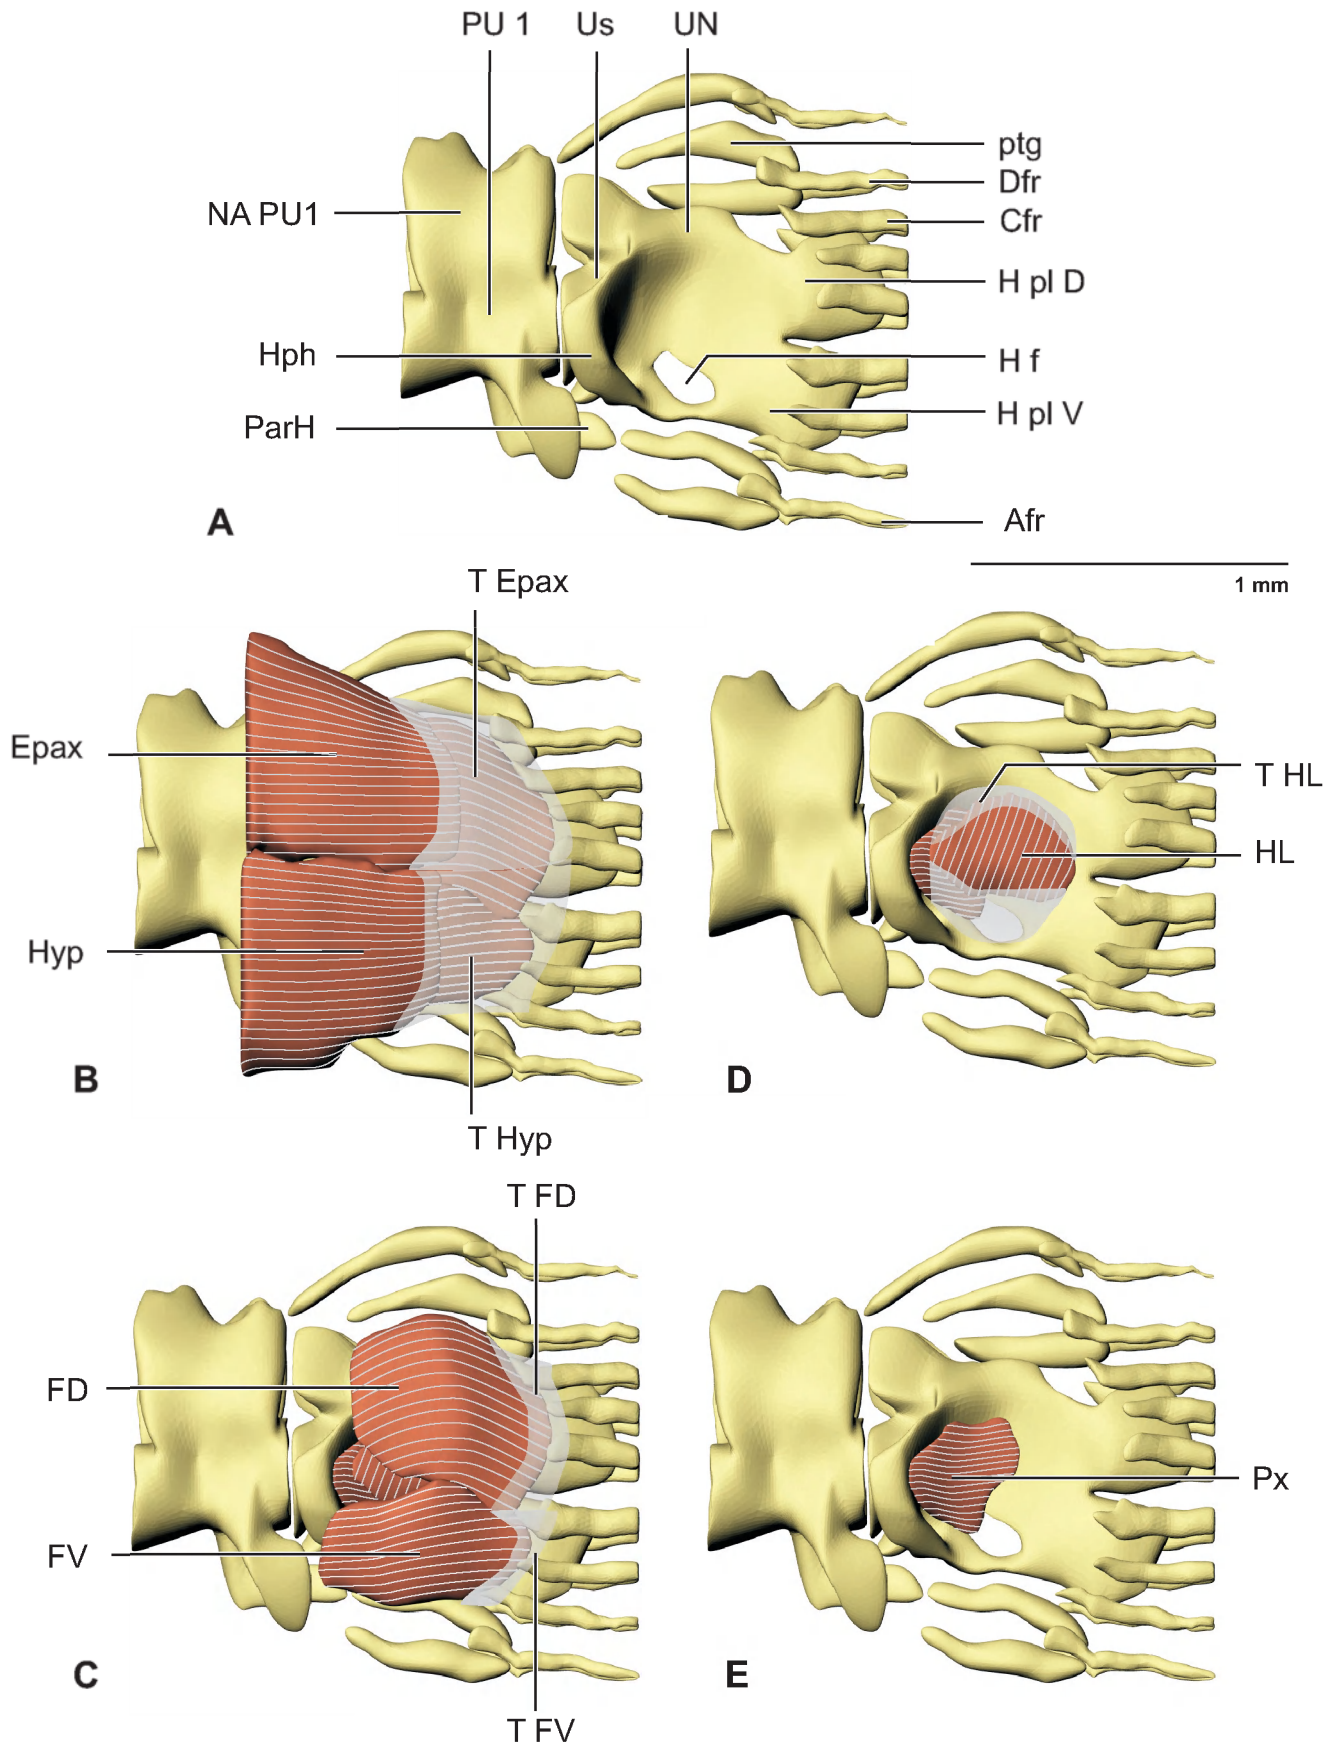 PU 1 Us UN
ptg
Dfr
NA PU1
Cfr
H pl D
Hph
H f
H pl V
ParH
A
Afr
1 mm
T Epax
Epax
T HL
HL
Hyp
B
D
T Hyp
T FD
FD
Px
FV
C
E
T FV